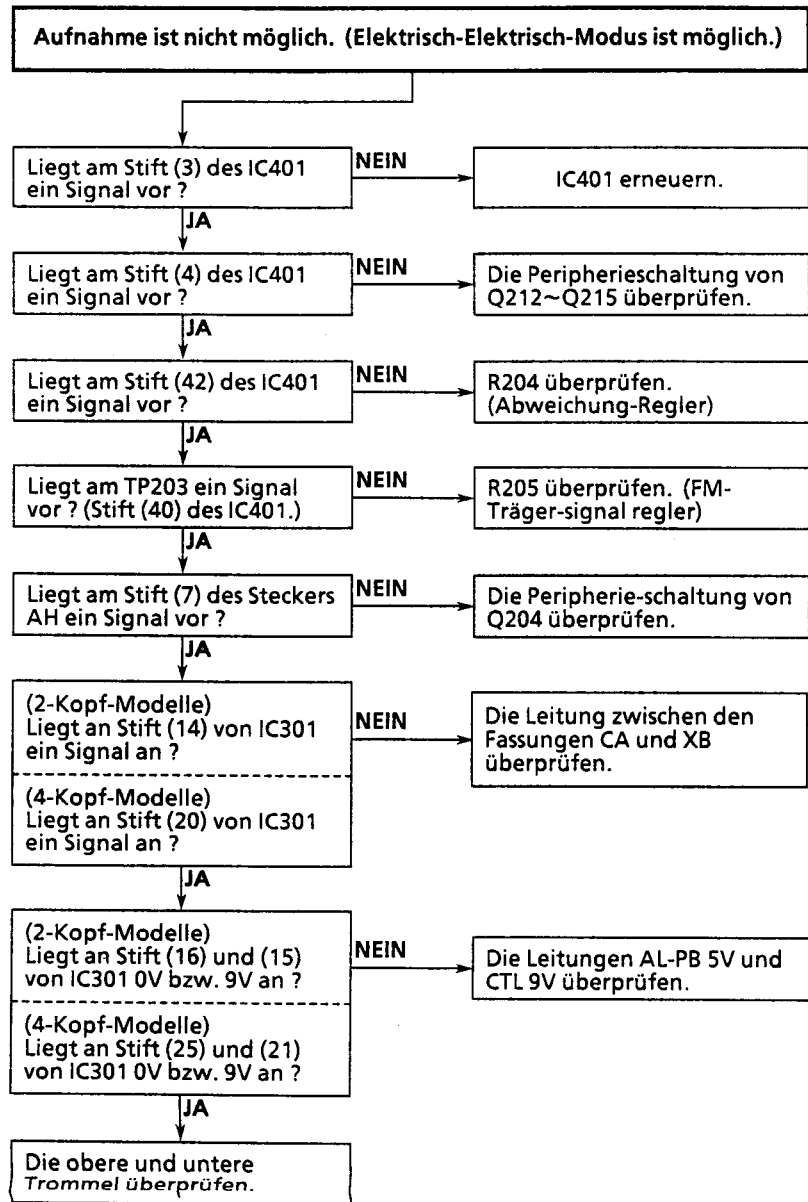 Aufnahme ist nicht möglich. (Elektrisch-Elektrisch-Modus ist möglich.)
Liegt am Stift (3) des IC401
ein Signal vor ?
NEIN
IC401 erneuern.
JA
Liegt am Stift (4) des IC401
ein Signal vor ?
NEIN
Die Peripherieschaltung von
Q212~Q215 überprüfen.
JA
Liegt am Stift (42) des IC401
ein Signal vor ?
NEIN
R204 überprüfen.
(Abweichung-Regler)
JA
Liegt am TP203 ein Signal
vor ? (Stift (40) des IC401.)
NEIN
R205 überprüfen. (FM-
Träger-signal regler)
JA
Liegt am Stift (7) des Steckers
AH ein Signal vor ?
NEIN
Die Peripherie-schaltung von
Q204 überprüfen.
JA
(2-Kopf-Modelle)
Liegt an Stift (14) von IC301
ein Signal an ?
NEIN
Die Leitung zwischen den
Fassungen CA und XB
überprüfen.
(4-Kopf-Modelle)
Liegt an Stift (20) von IC301
ein Signal an ?
JA
(2-Kopf-Modelle)
Liegt an Stift (16) und (15)
von IC301 0V bzw. 9V an ?
NEIN
Die Leitungen AL-PB 5V und
CTL 9V überprüfen.
(4-Kopf-Modelle)
Liegt an Stift (25) und (21)
von IC301 0V bzw. 9V an ?
JA
Die obere und untere
Trommel überprüfen.